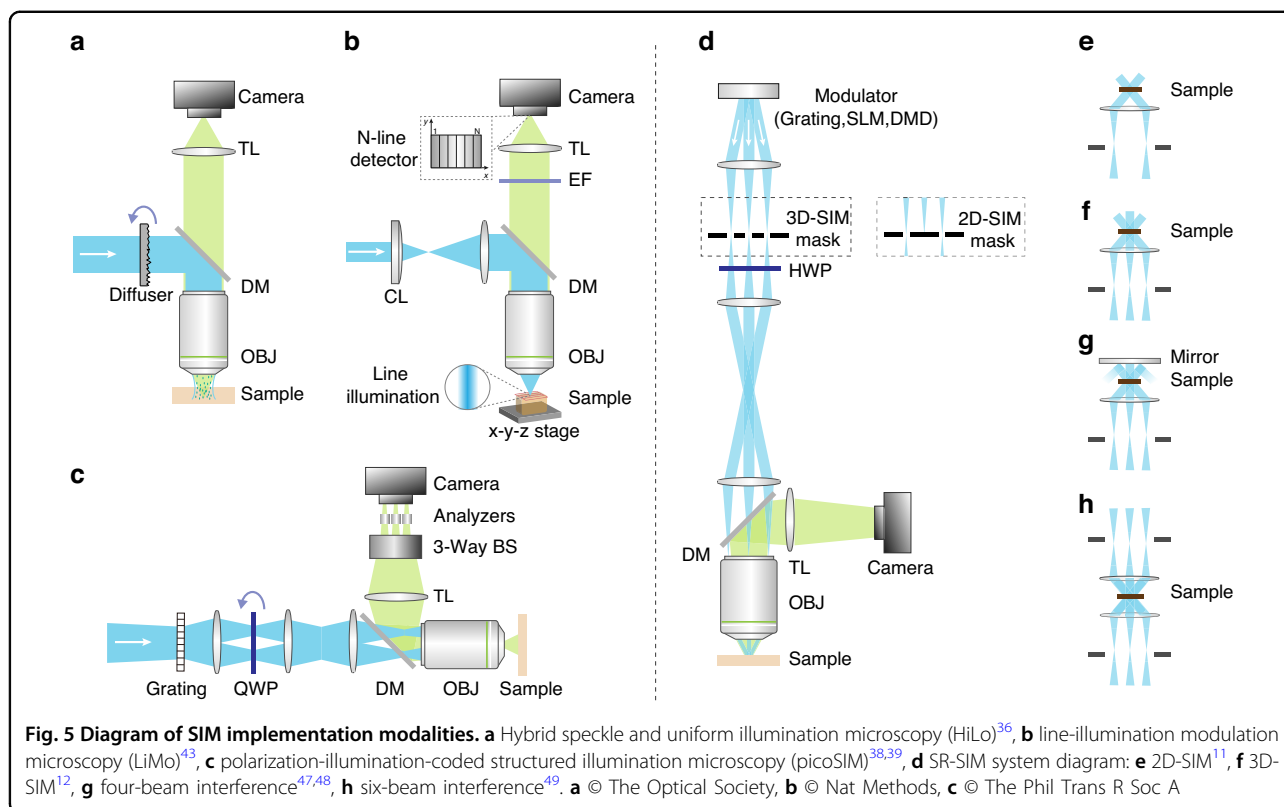 a
Camera
TL
DM
Diffuser
OBJ
Sample
b
Camera
N-line
detector
y
1
N
x
TL
EF
CL
DM
OBJ
Line
illumination
Sample
x-y-z stage
c
Camera
Analyzers
3-Way BS
TL
Grating
QWP
DM
OBJ
Sample
d
Modulator
(Grating,SLM,DMD)
3D-SIM
mask
2D-SIM
mask
HWP
DM
TL
Camera
OBJ
Sample
e
Sample
f
Sample
g
Mirror
Sample
h
Sample
Fig. 5 Diagram of SIM implementation modalities. a Hybrid speckle and uniform illumination microscopy (HiLo)36, b line-illumination modulation
microscopy (LiMo)43, c polarization-illumination-coded structured illumination microscopy (picoSIM)38,39, d SR-SIM system diagram: e 2D-SIM11, f 3D-
SIM12, g four-beam interference47,48, h six-beam interference49. a © The Optical Society, b © Nat Methods, c © The Phil Trans R Soc A